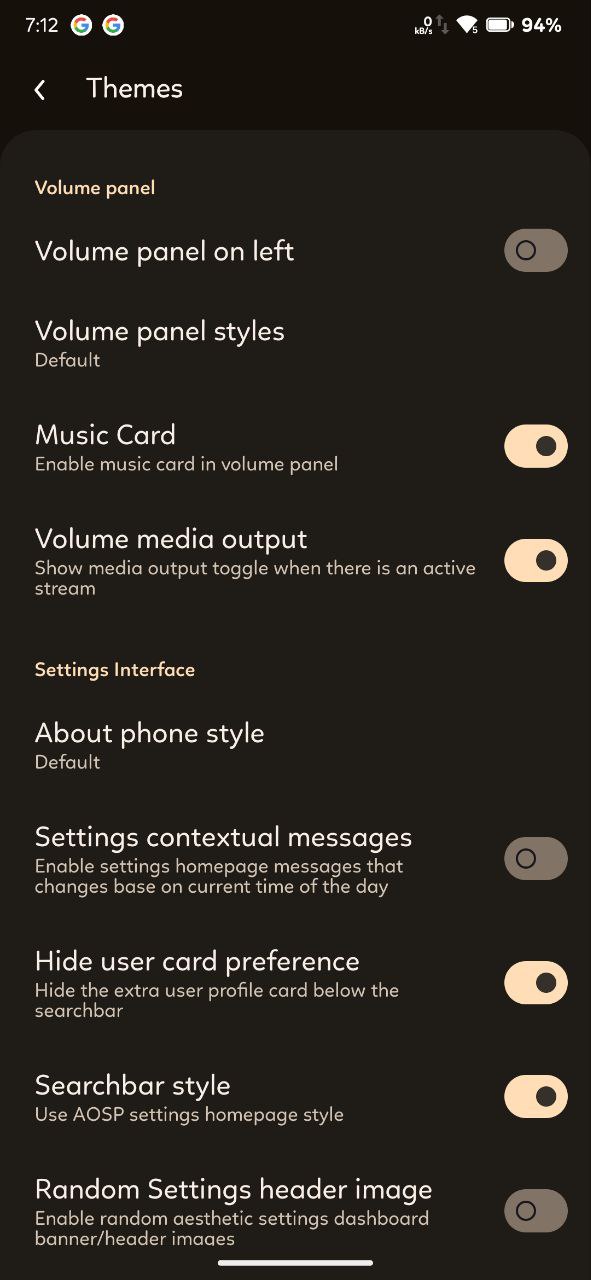 7:12
0
kB/s
5
94%
Themes
Volume panel
Volume panel on left
Volume panel styles
Default
Music Card
Enable music card in volume panel
Volume media output
Show media output toggle when there is an active
stream
Settings Interface
About phone style
Default
Settings contextual messages
Enable settings homepage messages that
changes base on current time of the day
Hide user card preference
Hide the extra user profile card below the
searchbar
Searchbar style
Use AOSP settings homepage style
Random Settings header image
Enable random aesthetic settings dashboard
banner/header images